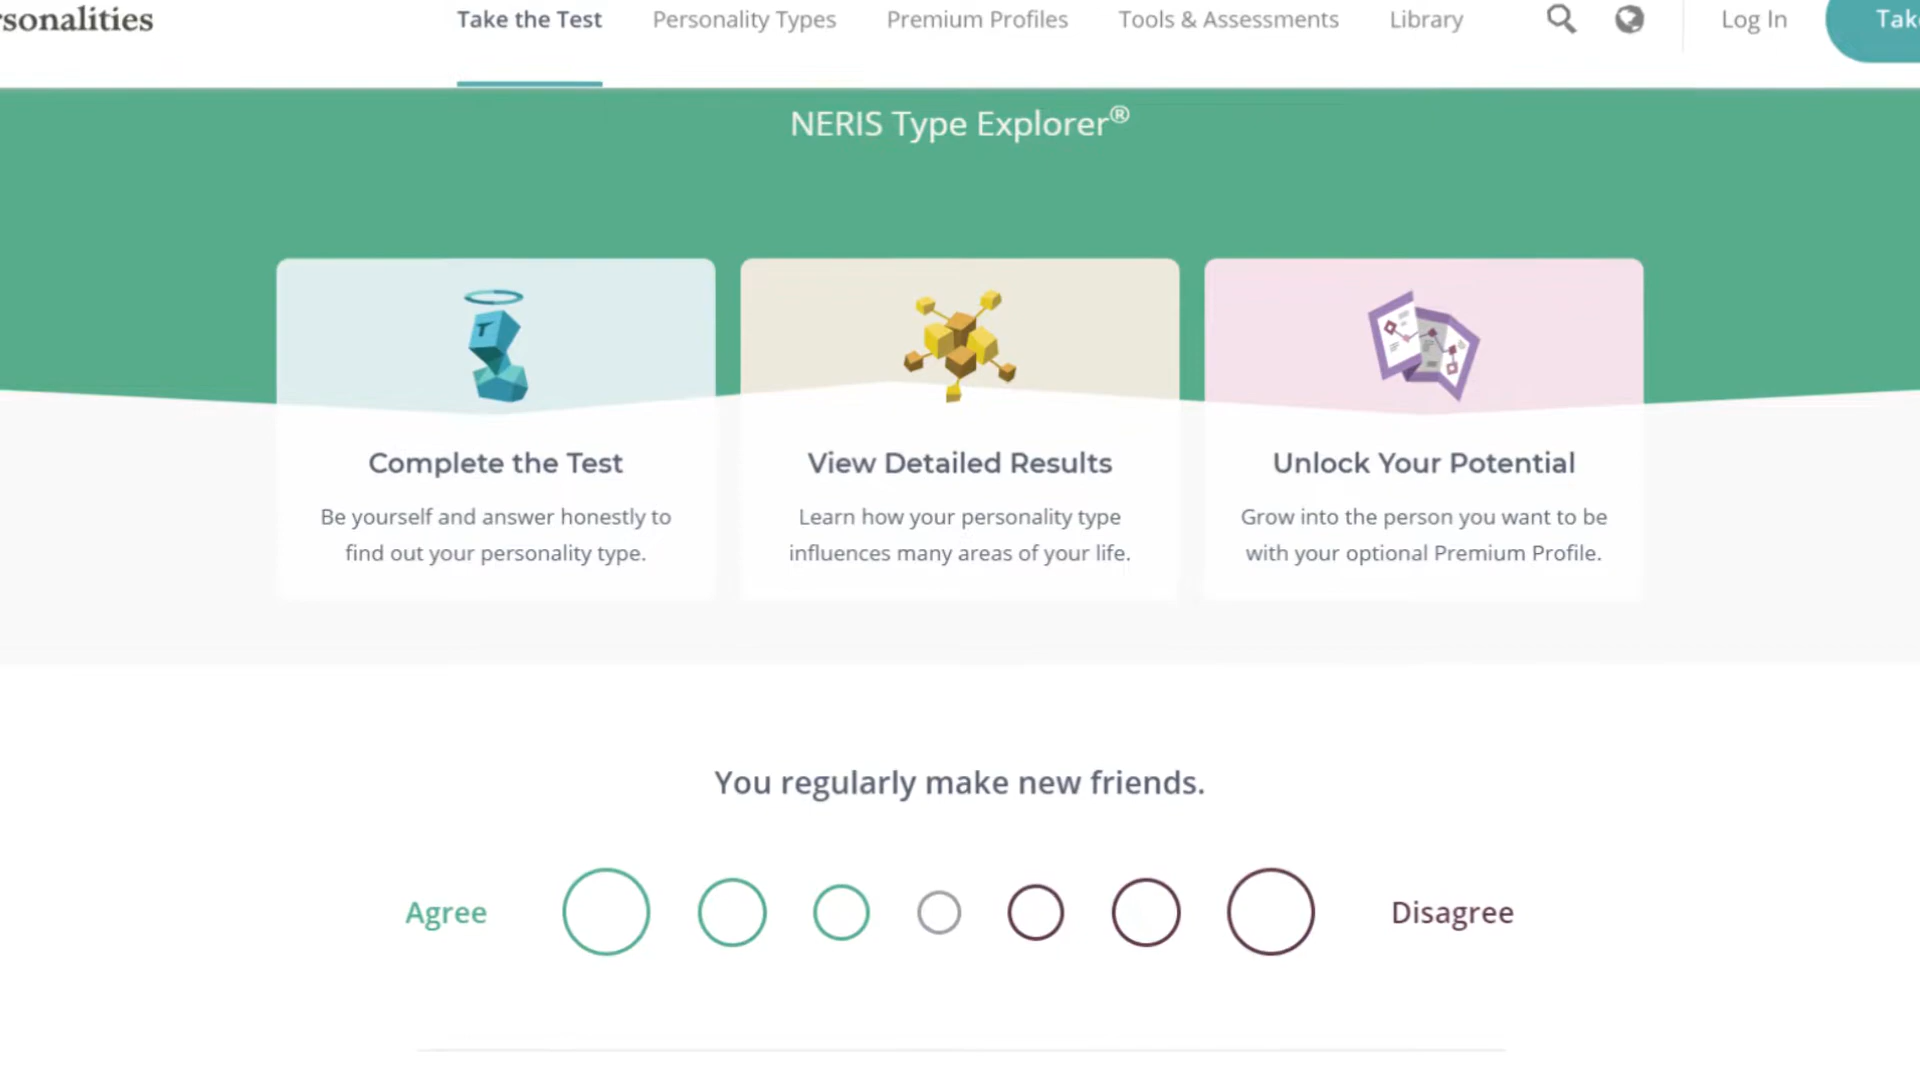 sonalities
Take the Test
Personality Types
Premium Profiles
Tools & Assessments
Library
Log In
Tak
NERIS Type Explorer®
T
Complete the Test
Be yourself and answer honestly to
find out your personality type.
View Detailed Results
Learn how your personality type
influences many areas of your life.
Unlock Your Potential
Grow into the person you want to be
with your optional Premium Profile.
You regularly make new friends.
Agree
Disagree